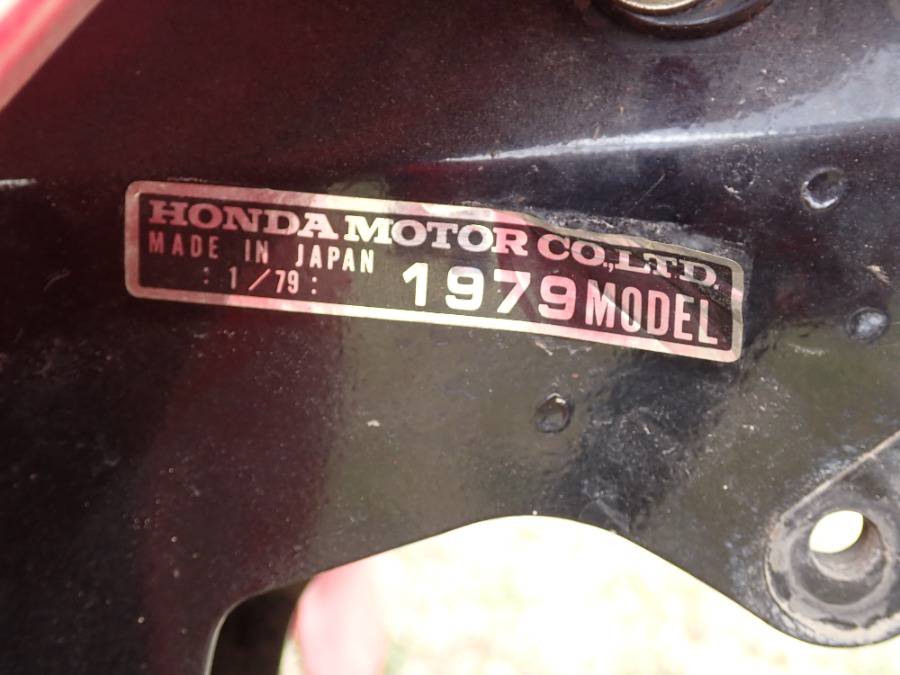 HONDA MOTOR CO.,LTD.
MADE IN JAPAN
: 1/79 :
1979 MODEL